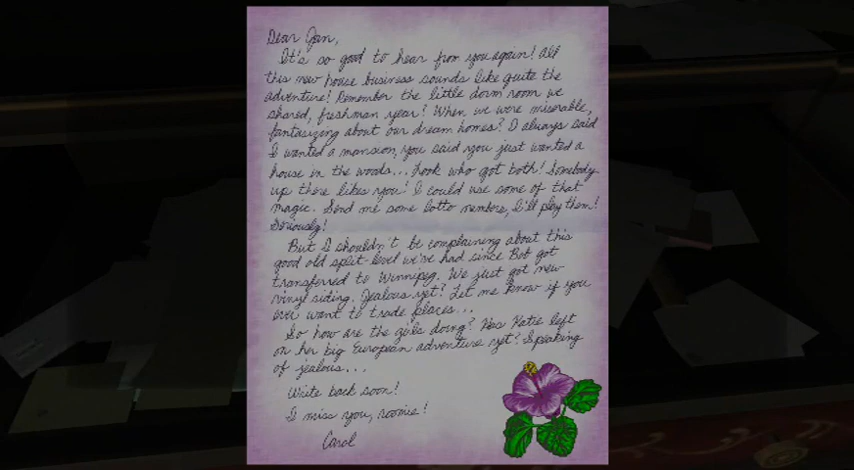 Dear Jan,
It's so good to hear from you again! All
this new house business sounds like quite the
adventure! Remember the little dorm room we
shared, freshman year? When we were miserable,
fantasizing about our dream homes? I always said
I wanted a mansion, you said you just wanted a
house in the woods... Look who got both! Somebody
up there likes you! I could use some of that
magic. Send me some lotto numbers, I'll play them!
Seriously!
But I shouldn't be complaining about this
good old split-level we've had since Bob got
transferred to Winnipeg. We just got new
vinyl siding. Jealous yet? Let me know if you
ever want to trade places...
So how are the girls doing? Has Katie left
on her big European adventure yet? Speaking
of jealous...
Write back soon!
I miss you, roomie!
Carol